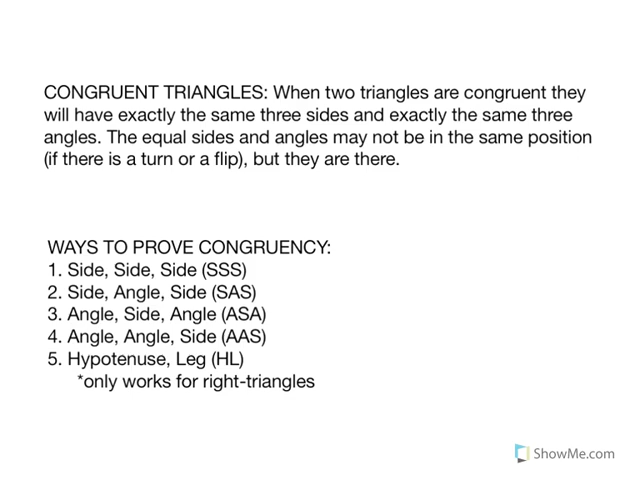 CONGRUENT TRIANGLES: When two triangles are congruent they
will have exactly the same three sides and exactly the same three
angles. The equal sides and angles may not be in the same position
(if there is a turn or a flip), but they are there.
WAYS TO PROVE CONGRUENCY:
1. Side, Side, Side (SSS)
2. Side, Angle, Side (SAS)
3. Angle, Side, Angle (ASA)
4. Angle, Angle, Side (AAS)
5. Hypotenuse, Leg (HL)
*only works for right-triangles
ShowMe.com